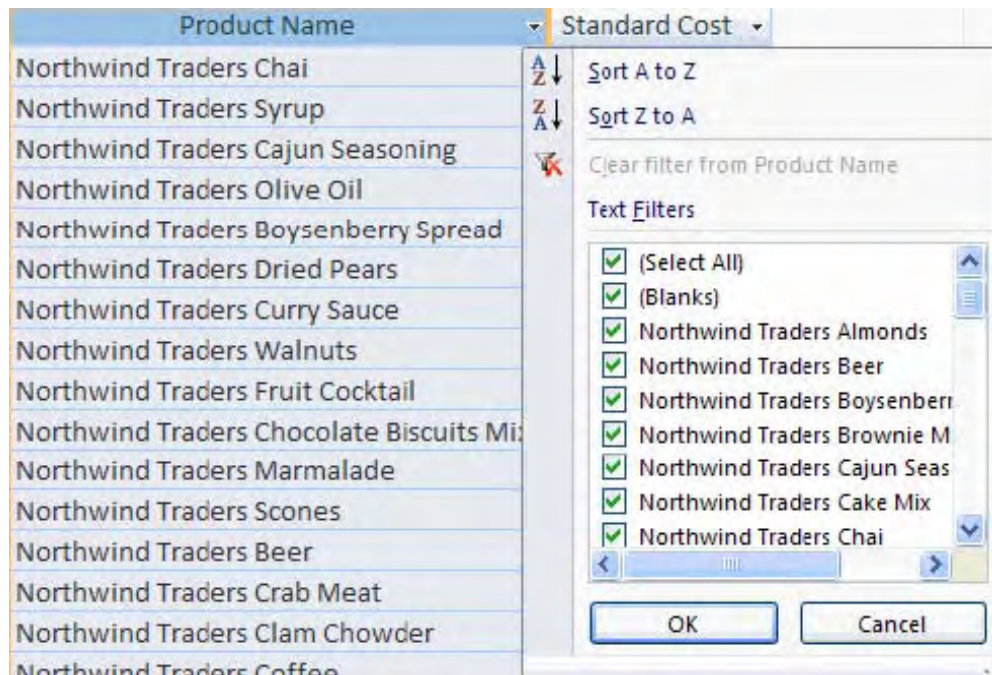 Product Name
Standard Cost
Northwind Traders Chai
Northwind Traders Syrup
Northwind Traders Cajun Seasoning
Northwind Traders Olive Oil
Northwind Traders Boysenberry Spread
Northwind Traders Dried Pears
Northwind Traders Curry Sauce
Northwind Traders Walnuts
Northwind Traders Fruit Cocktail
Northwind Traders Chocolate Biscuits Mi
Northwind Traders Marmalade
Northwind Traders Scones
Northwind Traders Beer
Northwind Traders Crab Meat
Northwind Traders Clam Chowder
Northwind Traders Coffee
Sort A to Z
Sort Z to A
Clear filter from Product Name
Text Filters
(Select All)
(Blanks)
Northwind Traders Almonds
Northwind Traders Beer
Northwind Traders Boysenberr
Northwind Traders Brownie M
Northwind Traders Cajun Seas
Northwind Traders Cake Mix
Northwind Traders Chai
OK
Cancel